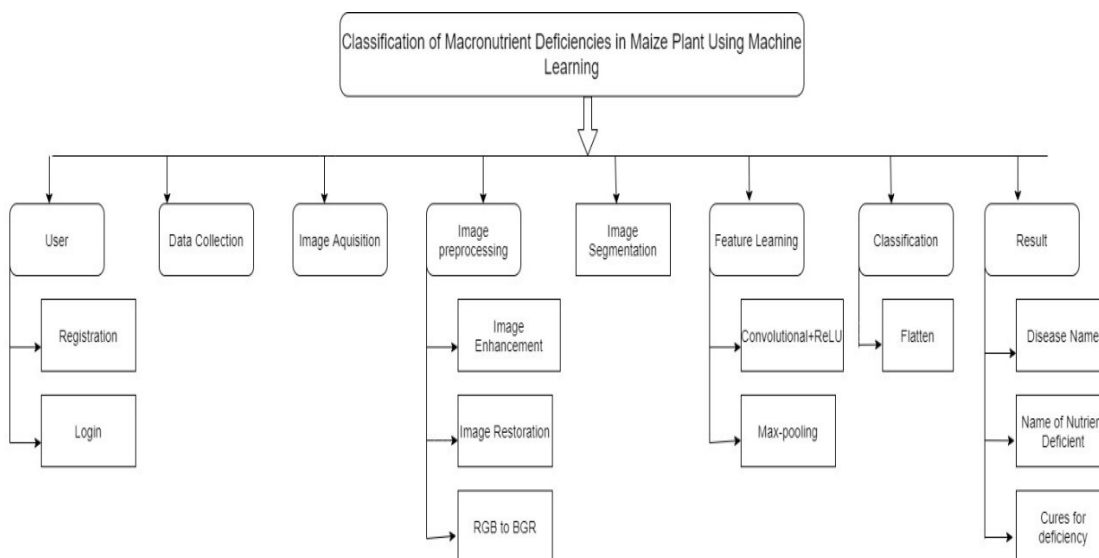 Classification of Macronutrient Deficiencies in Maize Plant Using Machine
Learning
User
Data Collection
Image Aquisition
Image
preprocessing
Image
Segmentation
Feature Learning
Classification
Result
Registration
Login
Image
Enhancement
Image Restoration
RGB to BGR
Convolutional+ReLU
Max-pooling
Flatten
Disease Name
Name of Nutrien
Deficient
Cures for
deficiency